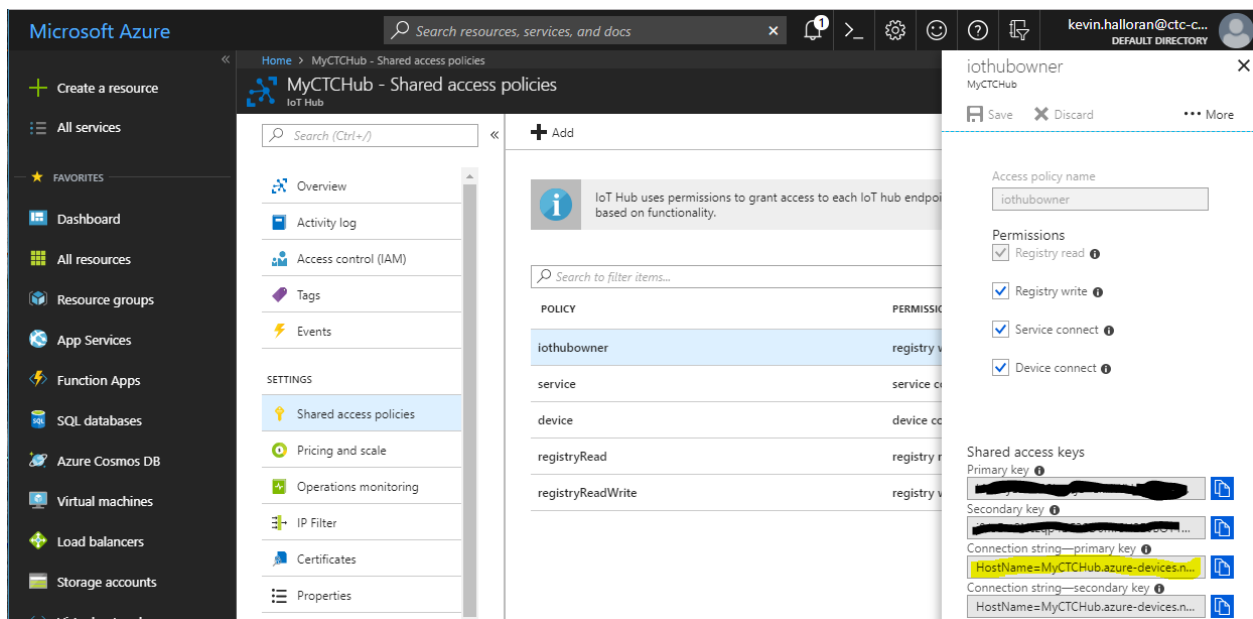 Microsoft Azure
Search resources, services, and docs
1
kevin.halloran@ctc-c...
DEFAULT DIRECTORY
Create a resource
All services
FAVORITES
Dashboard
All resources
Resource groups
App Services
Function Apps
SQL databases
Azure Cosmos DB
Virtual machines
Load balancers
Storage accounts
Home > MyCTCHub - Shared access policies
MyCTCHub - Shared access policies
IoT Hub
Search (Ctrl+/)
Overview
Activity log
Access control (IAM)
Tags
Events
SETTINGS
Shared access policies
Pricing and scale
Operations monitoring
IP Filter
Certificates
Properties
Add
IoT Hub uses permissions to grant access to each IoT hub endpoi
based on functionality.
Search to filter items...
POLICY PERMISSIO
iothubowner registry w
service service co
device device co
registryRead registry r
registryReadWrite registry w
iothubowner
MyCTCHub
Save Discard ••• More
Access policy name
iothubowner
Permissions
Registry read
Registry write
Service connect
Device connect
Shared access keys
Primary key
Secondary key
Connection string—primary key
HostName=MyCTCHub.azure-devices.n...
Connection string—secondary key
HostName=MyCTCHub.azure-devices.n...